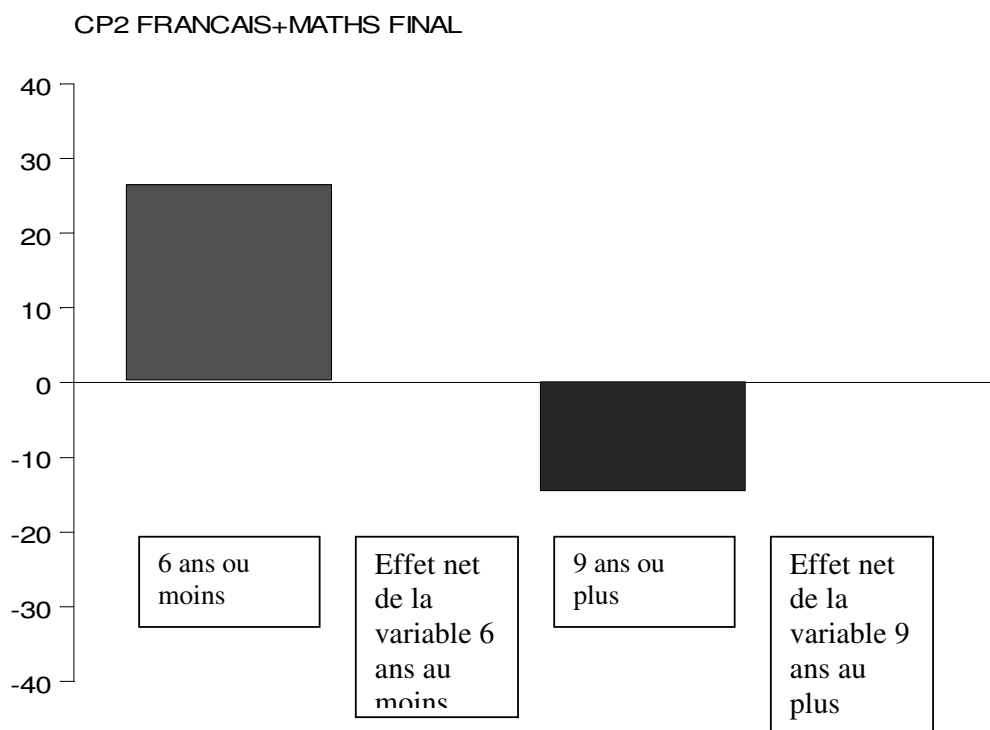 CP2 FRANCAIS+MATHS FINAL
40
30
20
10
0
-10
-20
-30
-40
6 ans ou
moins
Effet net
de la
variable 6
ans au
moins
9 ans ou
plus
Effet net
de la
variable 9
ans au
plus